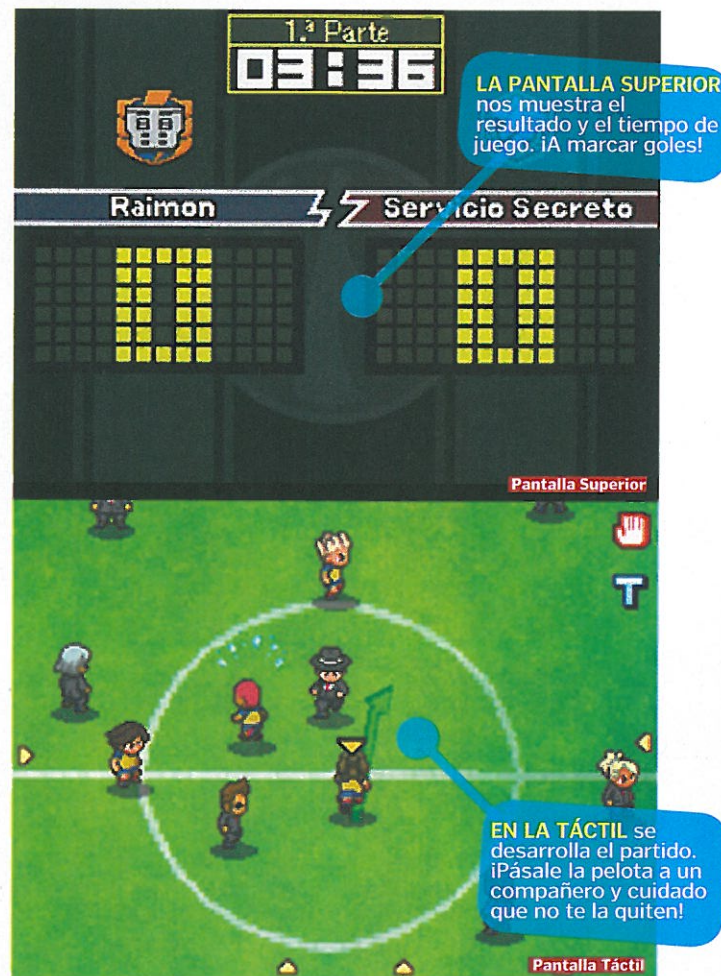 1.ª Parte
03:36
LA PANTALLA SUPERIOR
nos muestra el
resultado y el tiempo de
juego. ¡A marcar goles!
Raimon
Servicio Secreto
0
0
Pantalla Superior
T
EN LA TÁCTIL se
desarrolla el partido.
¡Pásale la pelota a un
compañero y cuidado
que no te la quiten!
Pantalla Táctil